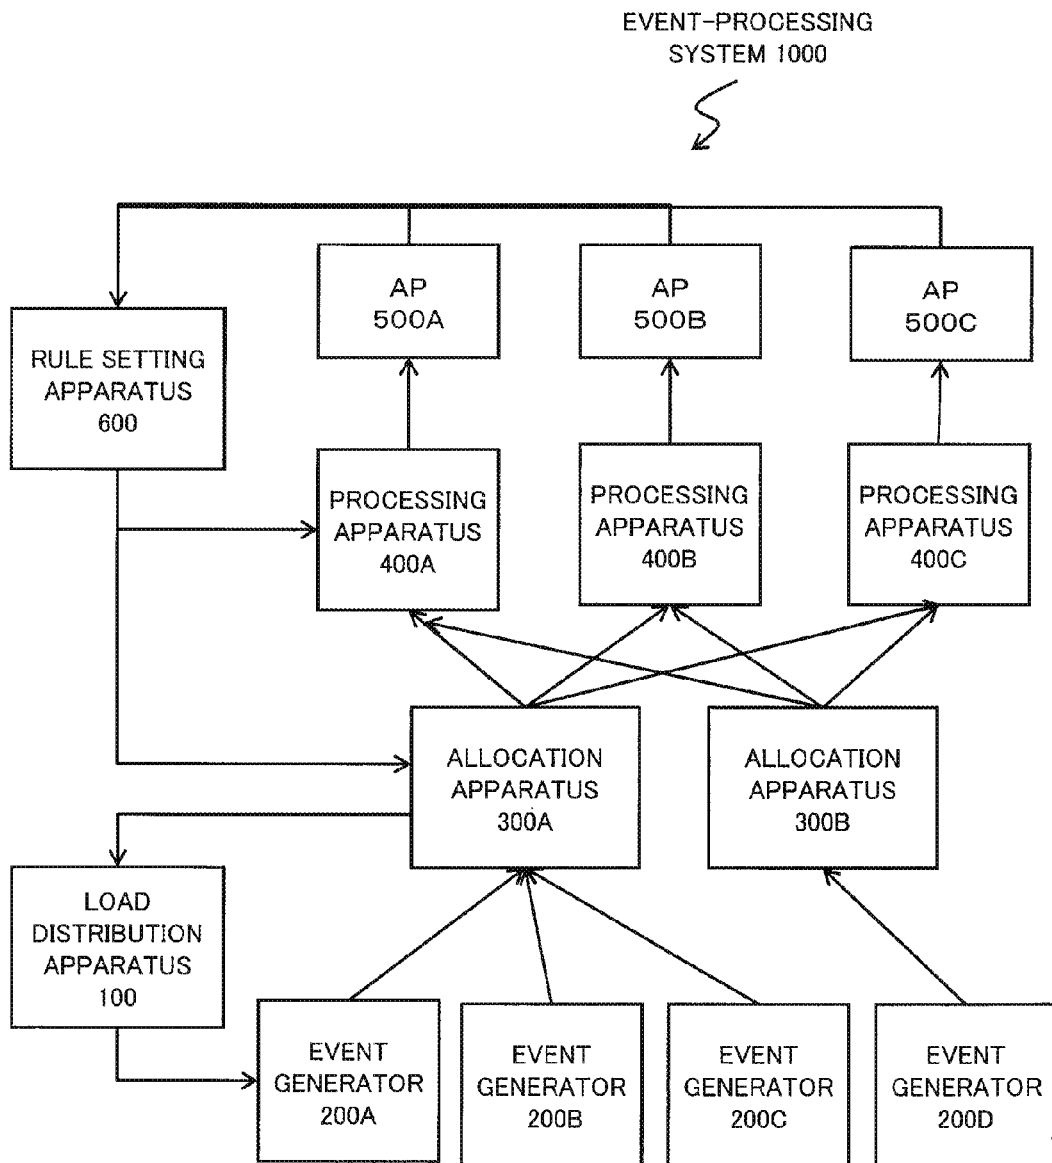 EVENT-PROCESSING
SYSTEM 1000
AP
500A
AP
500B
AP
500C
RULE SETTING
APPARATUS
600
PROCESSING
APPARATUS
400A
PROCESSING
APPARATUS
400B
PROCESSING
APPARATUS
400C
ALLOCATION
APPARATUS
300A
ALLOCATION
APPARATUS
300B
LOAD
DISTRIBUTION
APPARATUS
100
EVENT
GENERATOR
200A
EVENT
GENERATOR
200B
EVENT
GENERATOR
200C
EVENT
GENERATOR
200D